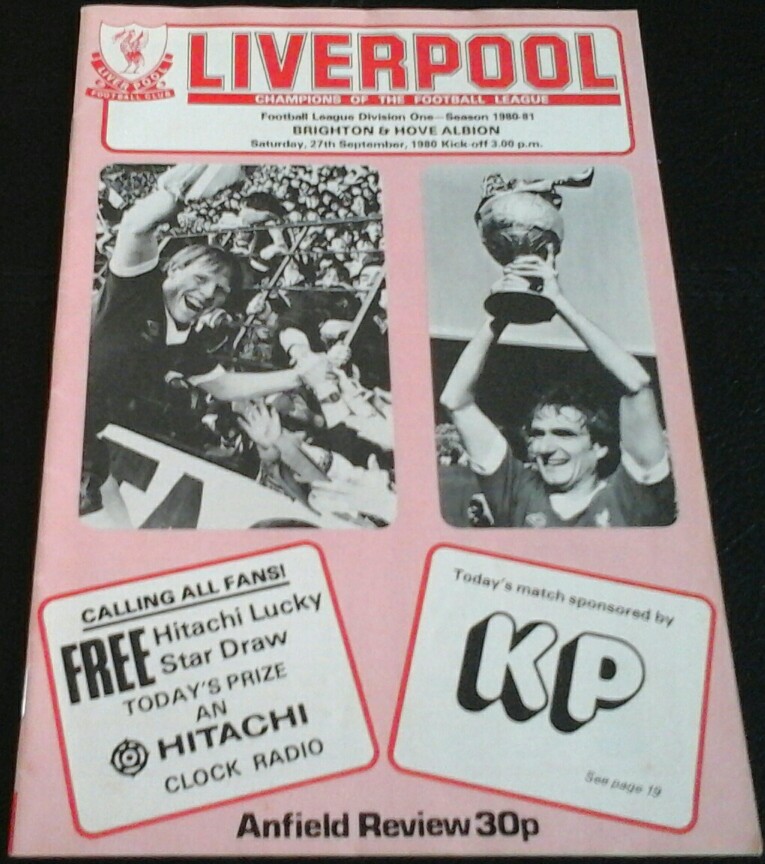 LIVERPOOL
LIVER POOL
FOOTBALL CLUB
CHAMPIONS OF THE FOOTBALL LEAGUE
Football League Division One—Season 1980-81
BRIGHTON & HOVE ALBION
Saturday, 27th September, 1980 Kick-off 3.00 p.m.
CALLING ALL FANS!
FREE Hitachi Lucky
Star Draw
TODAY'S PRIZE
AN
HITACHI
CLOCK RADIO
Today's match sponsored by
KP
See page 19
Anfield Review 30p